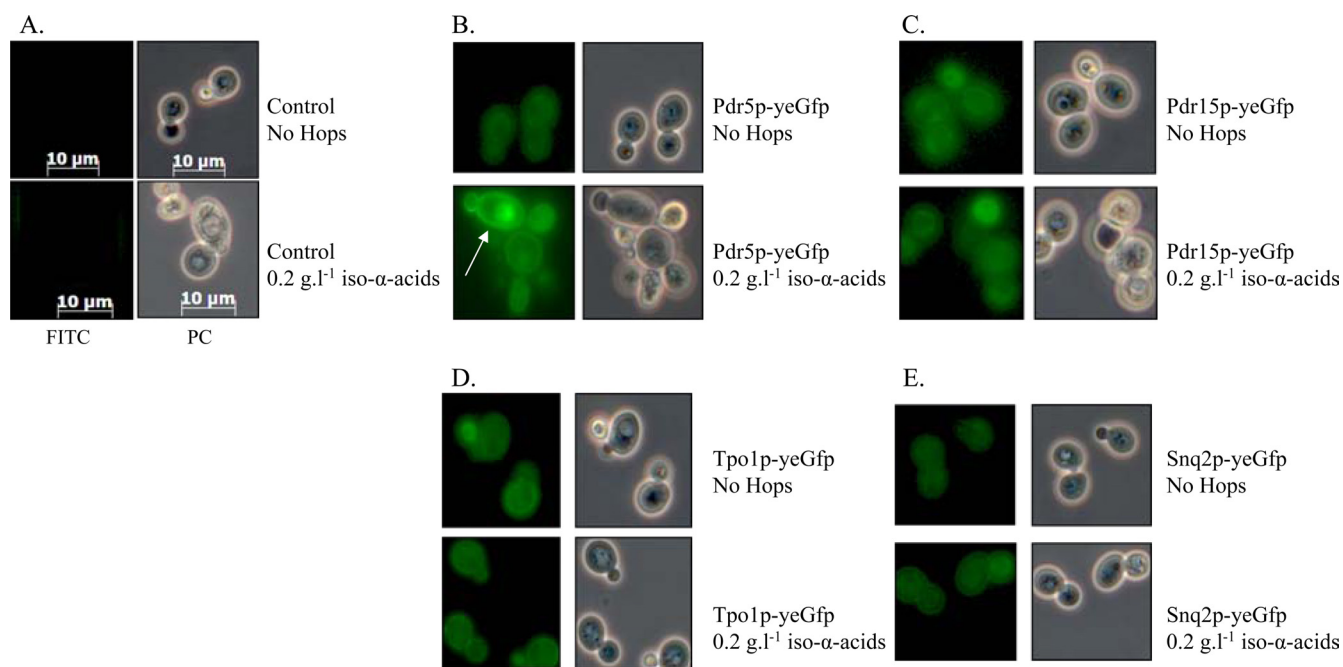 A.
Control
No Hops
10 µm
10 µm
Control
0.2 g.l⁻¹ iso-α-acids
10 µm
10 µm
FITC
PC
B.
Pdr5p-yeGfp
No Hops
Pdr5p-yeGfp
0.2 g.l⁻¹ iso-α-acids
C.
Pdr15p-yeGfp
No Hops
Pdr15p-yeGfp
0.2 g.l⁻¹ iso-α-acids
D.
Tpo1p-yeGfp
No Hops
Tpo1p-yeGfp
0.2 g.l⁻¹ iso-α-acids
E.
Snq2p-yeGfp
No Hops
Snq2p-yeGfp
0.2 g.l⁻¹ iso-α-acids